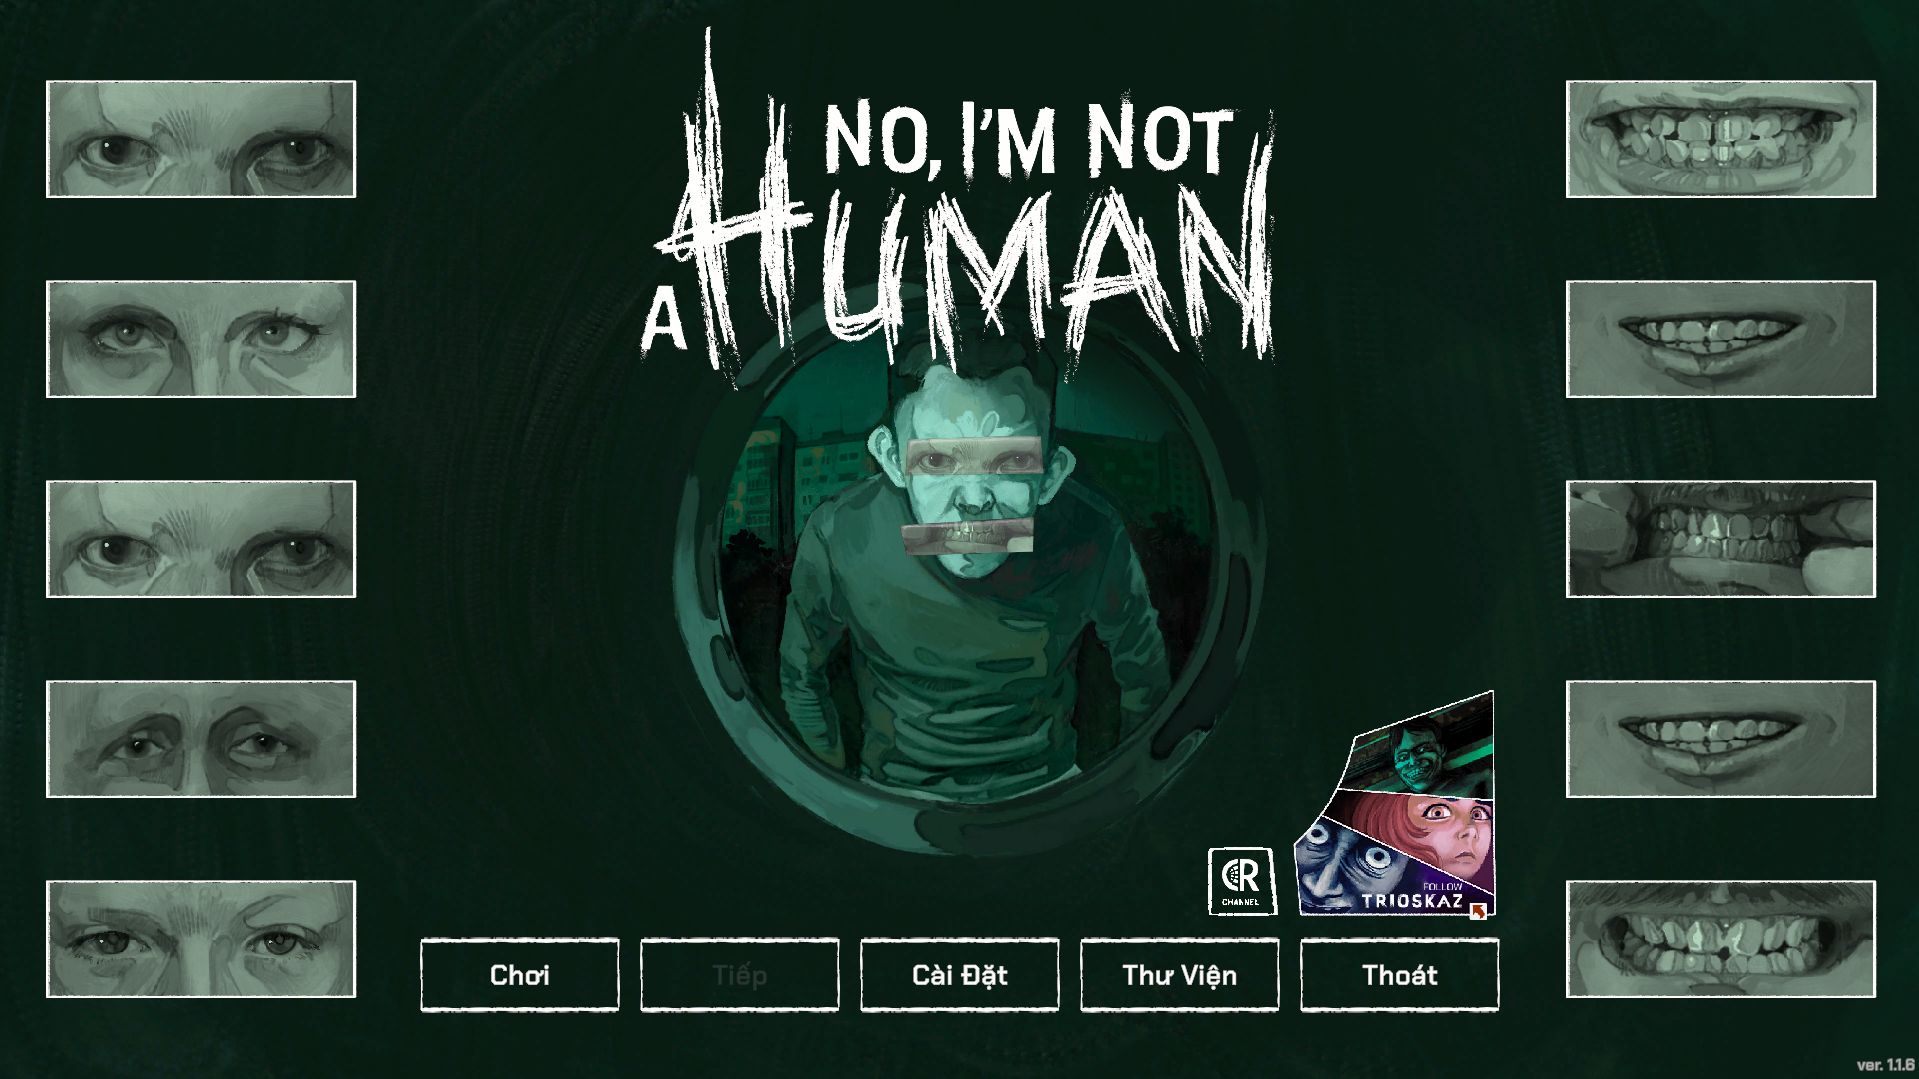 NO, I'M NOT
A HUMAN
CR
CHANNEL
FOLLOW
TRIOSKAZ
Chơi
Tiếp
Cài Đặt
Thư Viện
Thoát
ver. 1.1.6